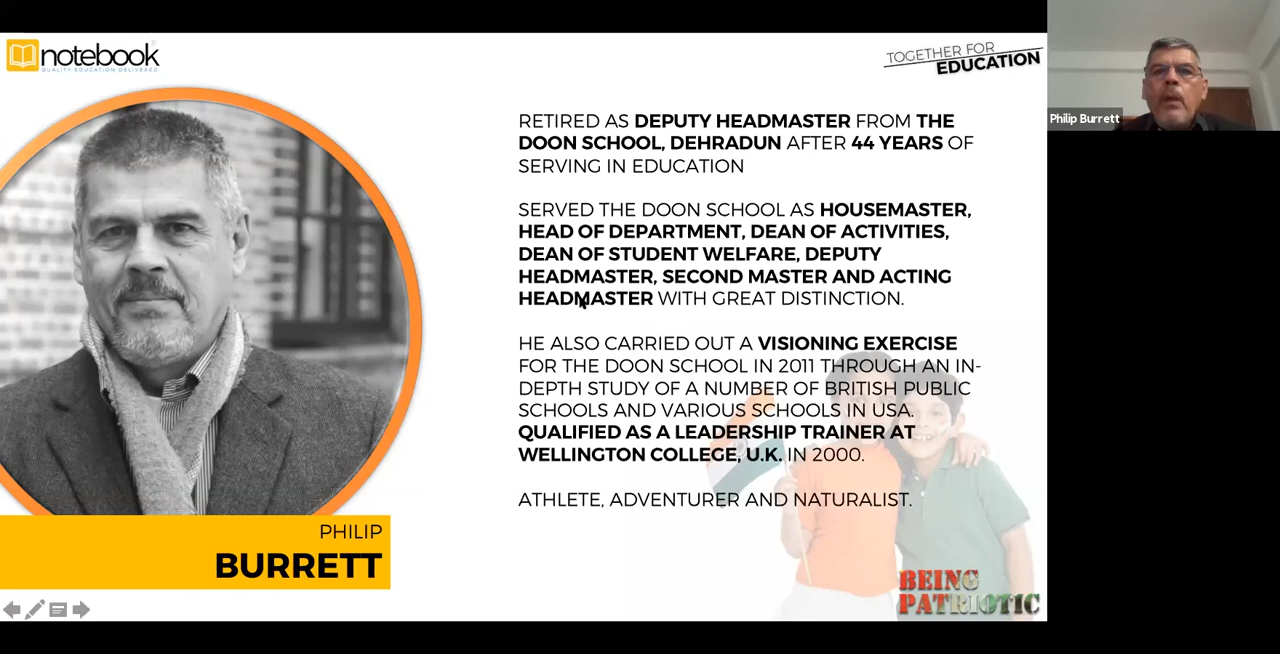 notebook
QUALITY EDUCATION DELIVERED
TOGETHER FOR
EDUCATION
Philip Burrett
RETIRED AS DEPUTY HEADMASTER FROM THE
DOON SCHOOL, DEHRADUN AFTER 44 YEARS OF
SERVING IN EDUCATION
SERVED THE DOON SCHOOL AS HOUSEMASTER,
HEAD OF DEPARTMENT, DEAN OF ACTIVITIES,
DEAN OF STUDENT WELFARE, DEPUTY
HEADMASTER, SECOND MASTER AND ACTING
HEADMASTER WITH GREAT DISTINCTION.
HE ALSO CARRIED OUT A VISIONING EXERCISE
FOR THE DOON SCHOOL IN 2011 THROUGH AN IN-
DEPTH STUDY OF A NUMBER OF BRITISH PUBLIC
SCHOOLS AND VARIOUS SCHOOLS IN USA.
QUALIFIED AS A LEADERSHIP TRAINER AT
WELLINGTON COLLEGE, U.K. IN 2000.
ATHLETE, ADVENTURER AND NATURALIST.
PHILIP
BURRETT
BEING
PATRIOTIC